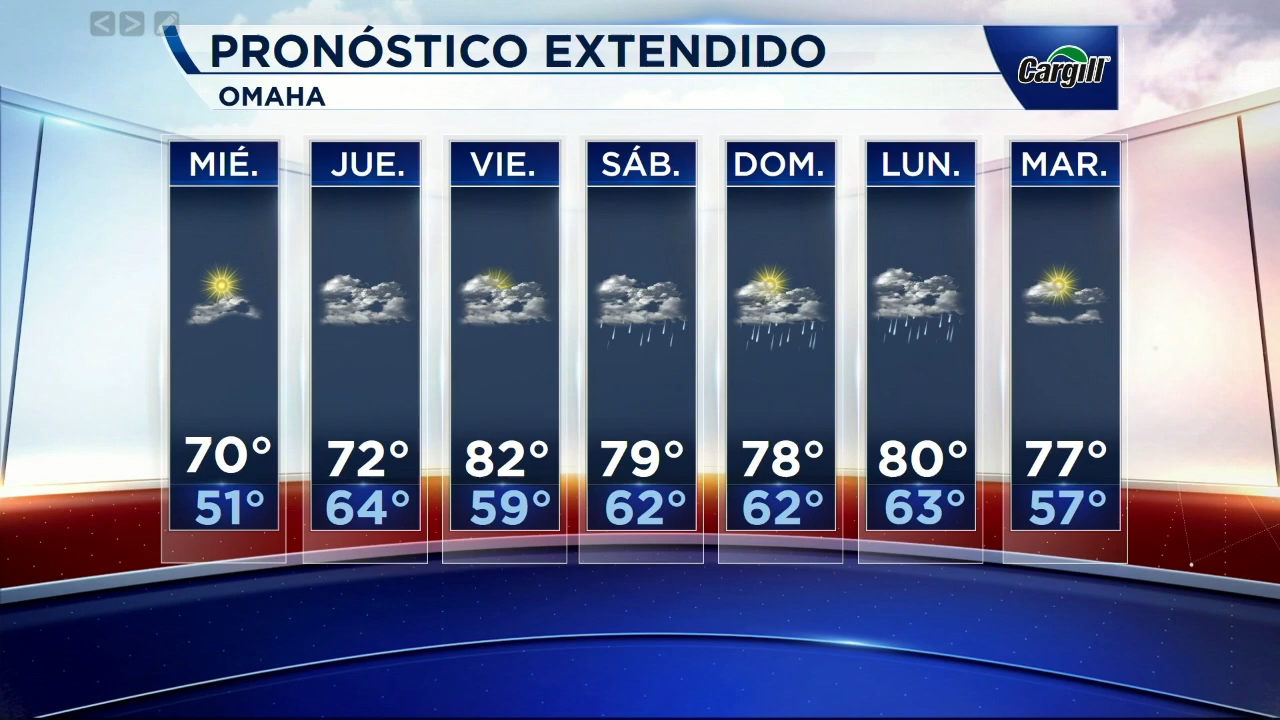 PRONÓSTICO EXTENDIDO
Cargill
OMAHA
MIÉ. JUE. VIE. SÁB. DOM. LUN. MAR.
70° 72° 82° 79° 78° 80° 77°
51° 64° 59° 62° 62° 63° 57°